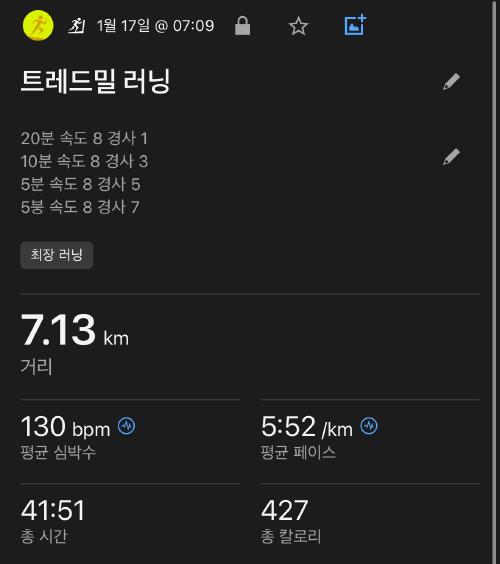 1월 17일 @ 07:09
트레드밀 러닝
20분 속도 8 경사 1
10분 속도 8 경사 3
5분 속도 8 경사 5
5붕 속도 8 경사 7
최장 러닝
7.13 km
거리
130 bpm
평균 심박수
5:52 /km
평균 페이스
41:51
총 시간
427
총 칼로리